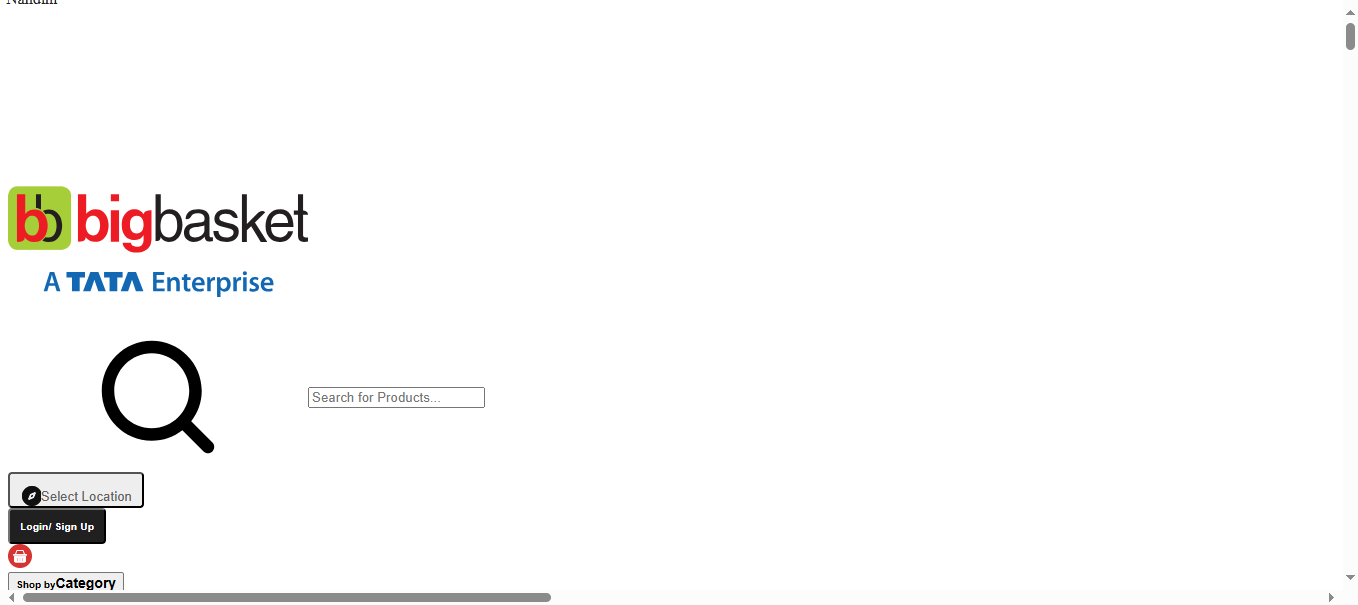 Nandini
bb bigbasket
A TATA Enterprise
Search for Products...
Select Location
Login/ Sign Up
Shop by Category